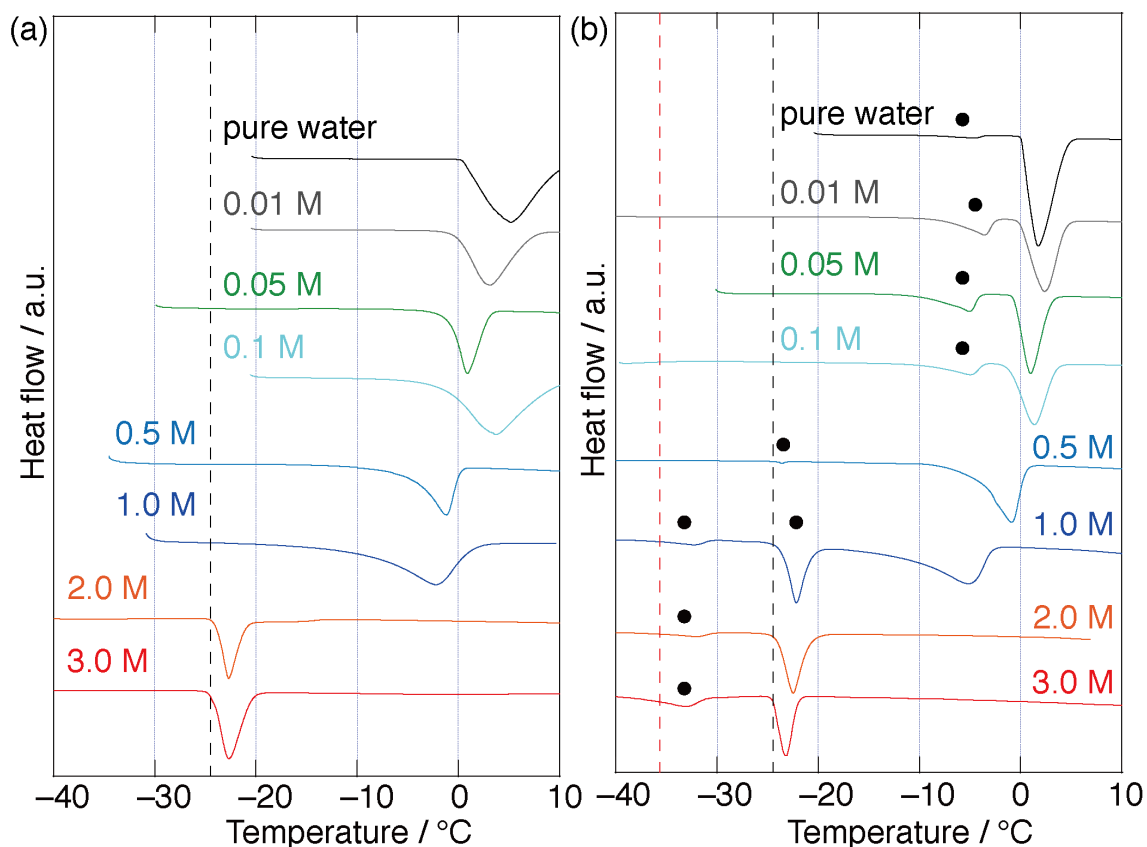 (a)
pure water
0.01 M
0.05 M
0.1 M
0.5 M
1.0 M
2.0 M
3.0 M
Heat flow / a.u.
–40 –30 –20 –10 0 10
Temperature / °C
(b)
pure water
0.01 M
0.05 M
0.1 M
0.5 M
1.0 M
2.0 M
3.0 M
Heat flow / a.u.
–40 –30 –20 –10 0 10
Temperature / °C